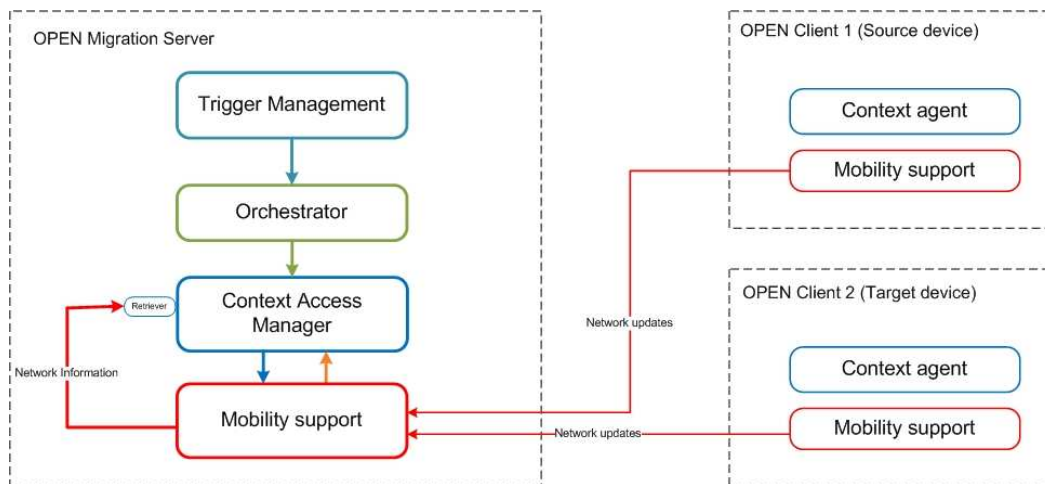 OPEN Migration Server
Trigger Management
Orchestrator
Retriever
Context Access
Manager
Network Information
Mobility support
Network updates
Network updates
OPEN Client 1 (Source device)
Context agent
Mobility support
OPEN Client 2 (Target device)
Context agent
Mobility support